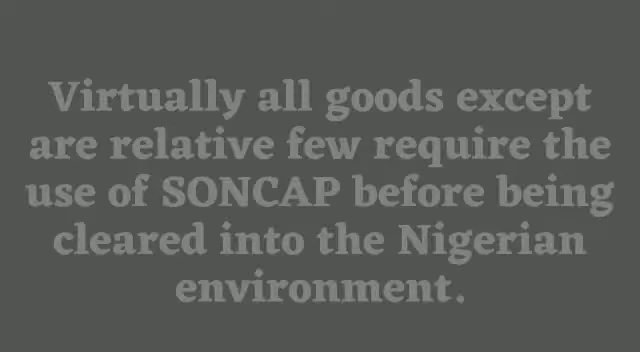 Virtually all goods except
are relative few require the
use of SONCAP before being
cleared into the Nigerian
environment.